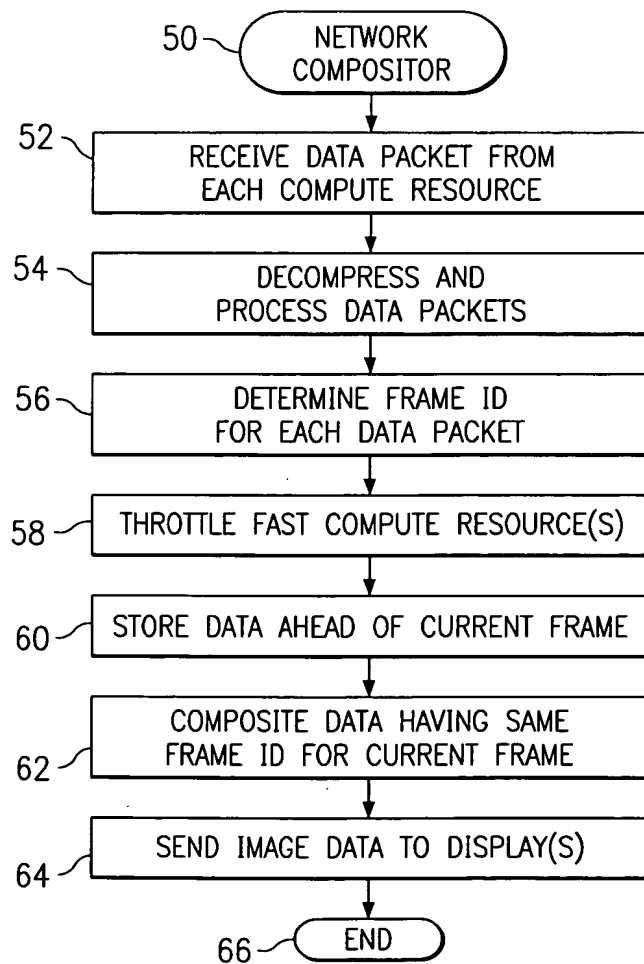 50
NETWORK
COMPOSITOR
52
RECEIVE DATA PACKET FROM
EACH COMPUTE RESOURCE
54
DECOMPRESS AND
PROCESS DATA PACKETS
56
DETERMINE FRAME ID
FOR EACH DATA PACKET
58
THROTTLE FAST COMPUTE RESOURCE(S)
60
STORE DATA AHEAD OF CURRENT FRAME
62
COMPOSITE DATA HAVING SAME
FRAME ID FOR CURRENT FRAME
64
SEND IMAGE DATA TO DISPLAY(S)
66
END